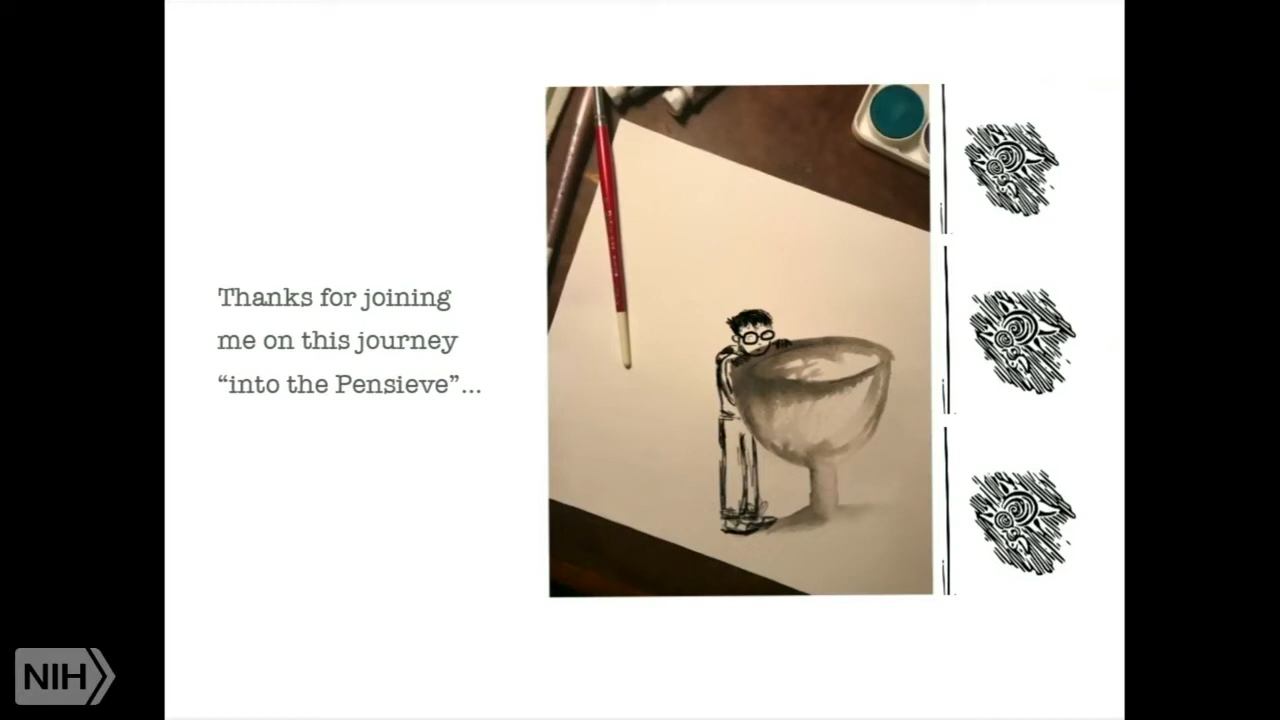 Thanks for joining
me on this journey
“into the Pensieve”...
NIH